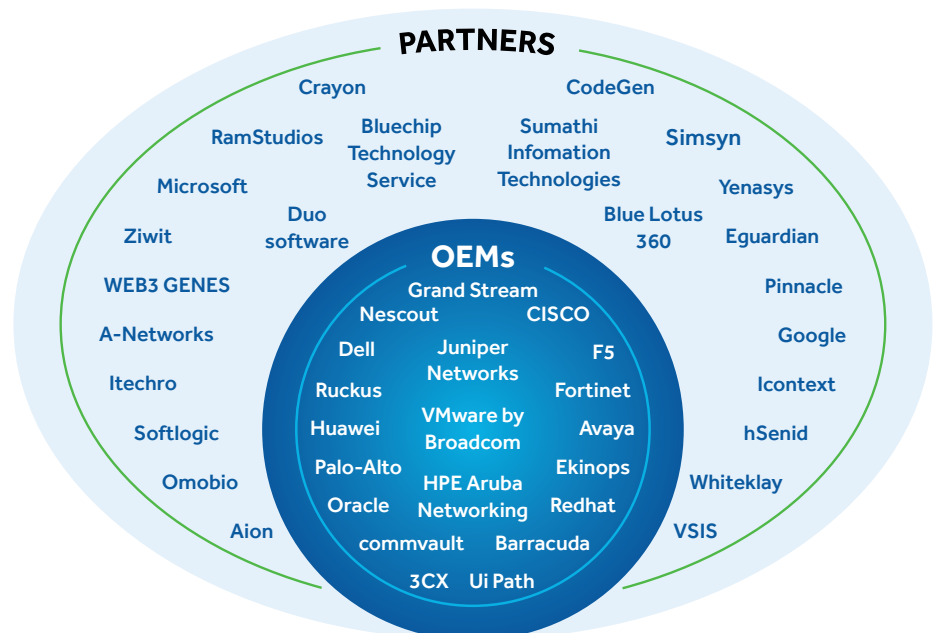 PARTNERS
Crayon
CodeGen
RamStudios
Bluechip
Technology
Service
Sumathi
Infomation
Technologies
Simsyn
Microsoft
Yenasys
Duo
software
Blue Lotus
360
Ziwit
Eguardian
WEB3 GENES
Pinnacle
A-Networks
Google
Itechro
Icontext
Softlogic
hSenid
Omobio
Whiteklay
Aion
VSIS
OEMs
Grand Stream
Nescout
CISCO
Dell
Juniper
Networks
F5
Ruckus
Fortinet
Huawei
VMware by
Broadcom
Avaya
Palo-Alto
Ekinops
Oracle
HPE Aruba
Networking
Redhat
commvault
Barracuda
3CX
Ui Path